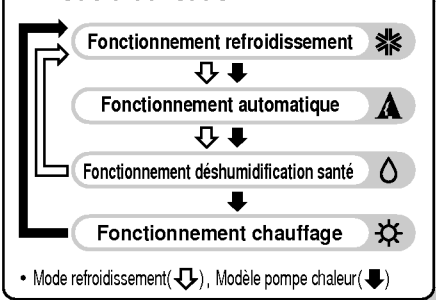 Fonctionnement refroidissement
Fonctionnement automatique
Fonctionnement déshumidification santé
Fonctionnement chauffage
• Mode refroidissement( ), Modèle pompe chaleur( )